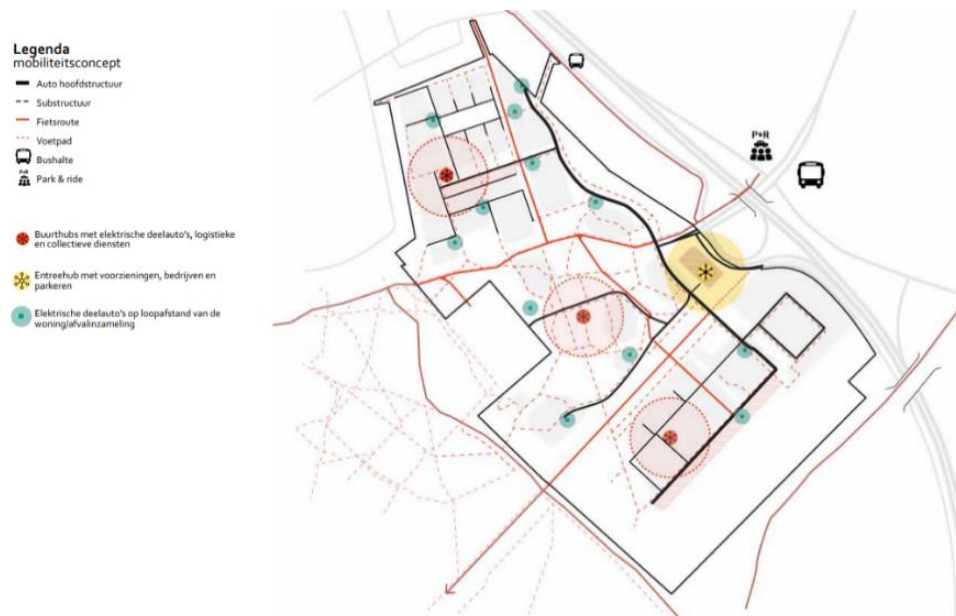 Legenda
mobiliteitsconcept
Auto hoofdstructuur
Substructuur
Fietsroute
Voetpad
Bushalte
Park & ride
Buurthubs met elektrische deelauto's, logistieke
en collectieve diensten
Entreehub met voorzieningen, bedrijven en
parkeren
Elektrische deelauto's op loopafstand van de
woning/afvalinzameling
P+R